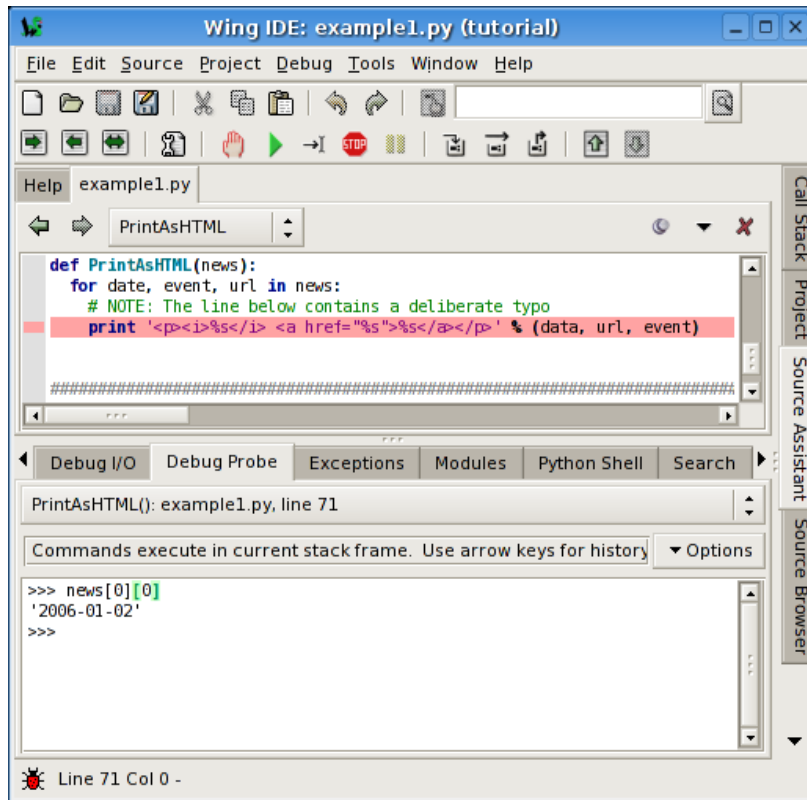 Wing IDE: example1.py (tutorial)
File Edit Source Project Debug Tools Window Help
STOP
Help example1.py
PrintAsHTML
def PrintAsHTML(news):
for date, event, url in news:
# NOTE: The line below contains a deliberate typo
print '<p><i>%s</i> <a href="%s">%s</a></p>' % (data, url, event)
########################################################################
Debug I/O Debug Probe Exceptions Modules Python Shell Search
PrintAsHTML(): example1.py, line 71
Commands execute in current stack frame. Use arrow keys for history
Options
>>> news[0][0]
'2006-01-02'
>>>
Line 71 Col 0 -
Call Stack
Project
Source Assistant
Source Browser